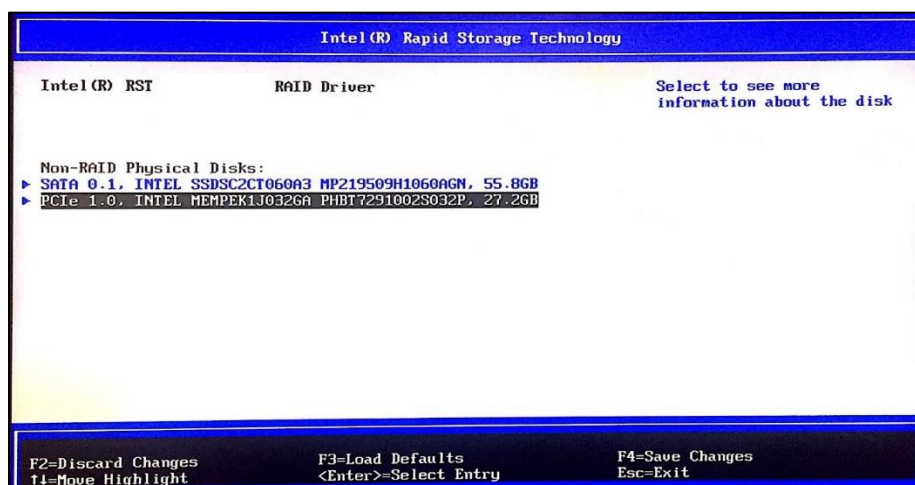 Intel(R) Rapid Storage Technology
Intel(R) RST RAID Driver
Select to see more
information about the disk
Non-RAID Physical Disks:
SATA 0.1, INTEL SSDSC2CT060A3 MP219509H1060AGN, 55.8GB
PCIe 1.0, INTEL MEMPEK1J032GA PHBT7291002S032P, 27.2GB
F2=Discard Changes F3=Load Defaults F4=Save Changes
↑↓=Move Highlight <Enter>=Select Entry Esc=Exit